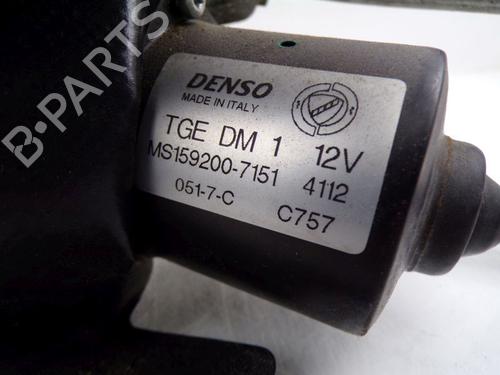 B-PARTS
DENSO
MADE IN ITALY
TGE DM 1 12V
MS159200-7151 4112
051-7-C C757